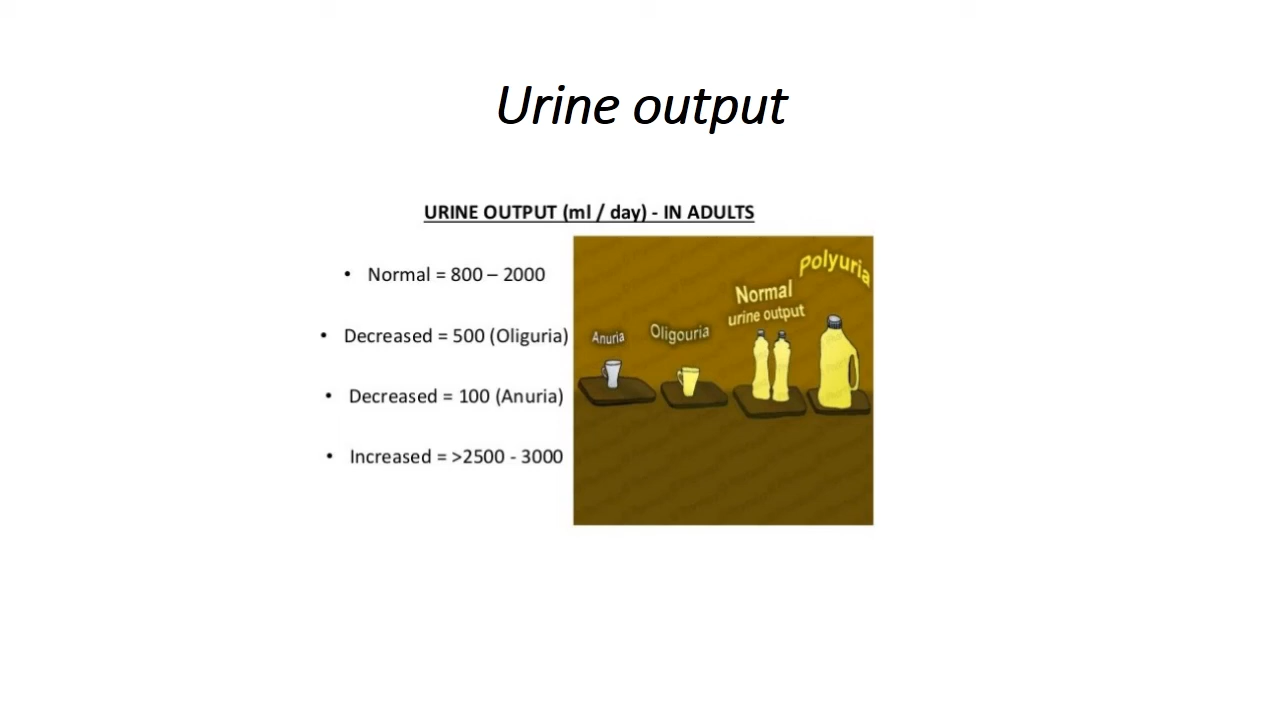 Urine output
URINE OUTPUT (ml / day) - IN ADULTS
• Normal = 800 – 2000
• Decreased = 500 (Oliguria)
• Decreased = 100 (Anuria)
• Increased = >2500 - 3000
Anuria
Oligouria
Normal
urine output
Polyuria